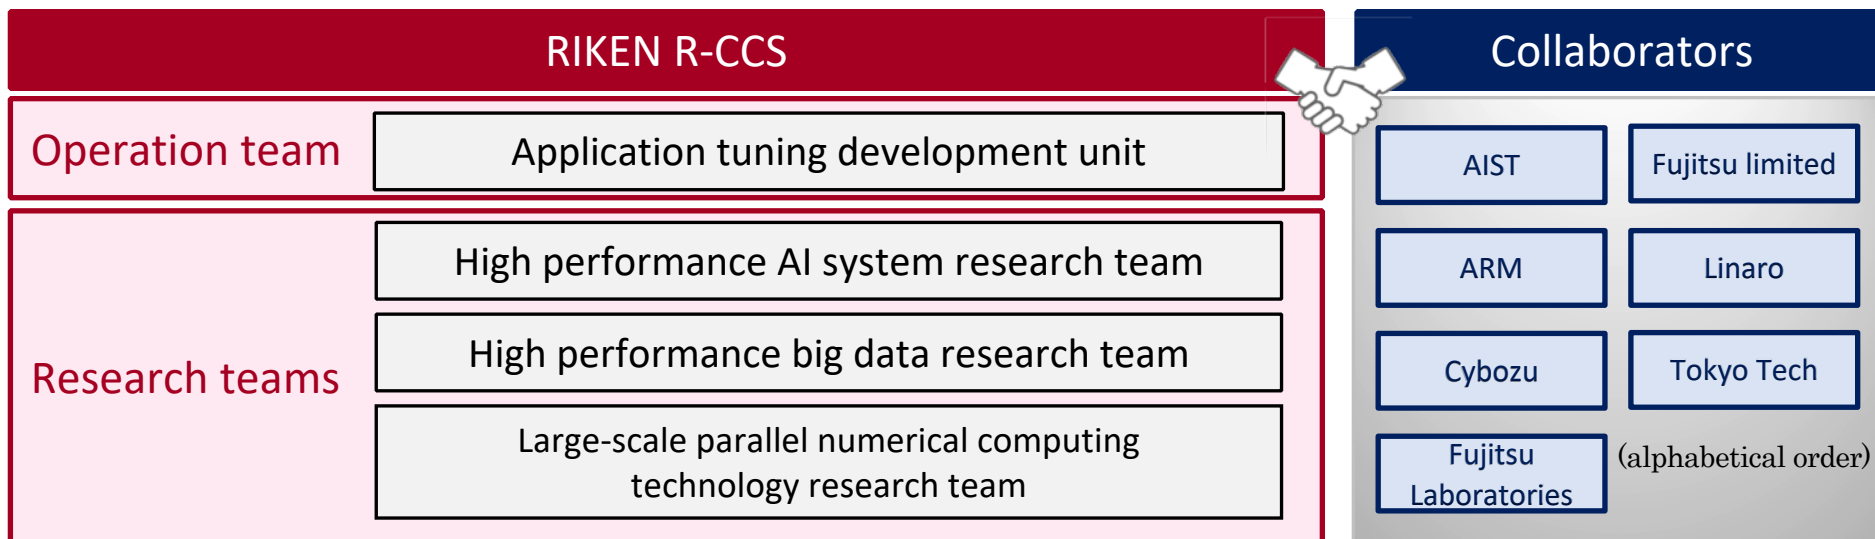 RIKEN R-CCS
Operation team
Application tuning development unit
Research teams
High performance AI system research team
High performance big data research team
Large-scale parallel numerical computing
technology research team
Collaborators
AIST
ARM
Cybozu
Fujitsu
Laboratories
Fujitsu limited
Linaro
Tokyo Tech
(alphabetical order)